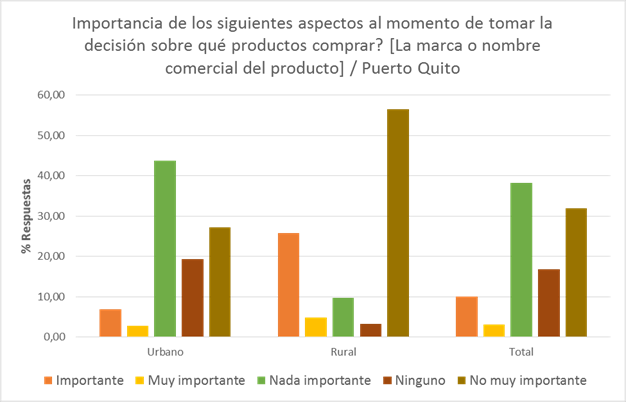 Importancia de los siguientes aspectos al momento de tomar la
decisión sobre qué productos comprar? [La marca o nombre
comercial del producto] / Puerto Quito
60,00
50,00
40,00
30,00
20,00
10,00
0,00
% Respuestas
Urbano Rural Total
Importante Muy importante Nada importante Ninguno No muy importante